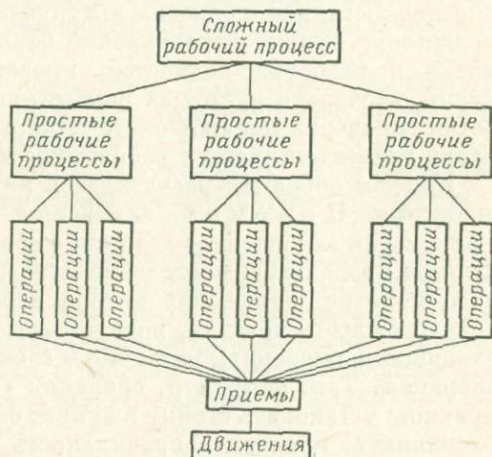 Сложный
рабочий процесс
Простые
рабочие
процессы
Простые
рабочие
процессы
Простые
рабочие
процессы
Операции
Операции
Операции
Операции
Операции
Операции
Операции
Операции
Операции
Приемы
Движения